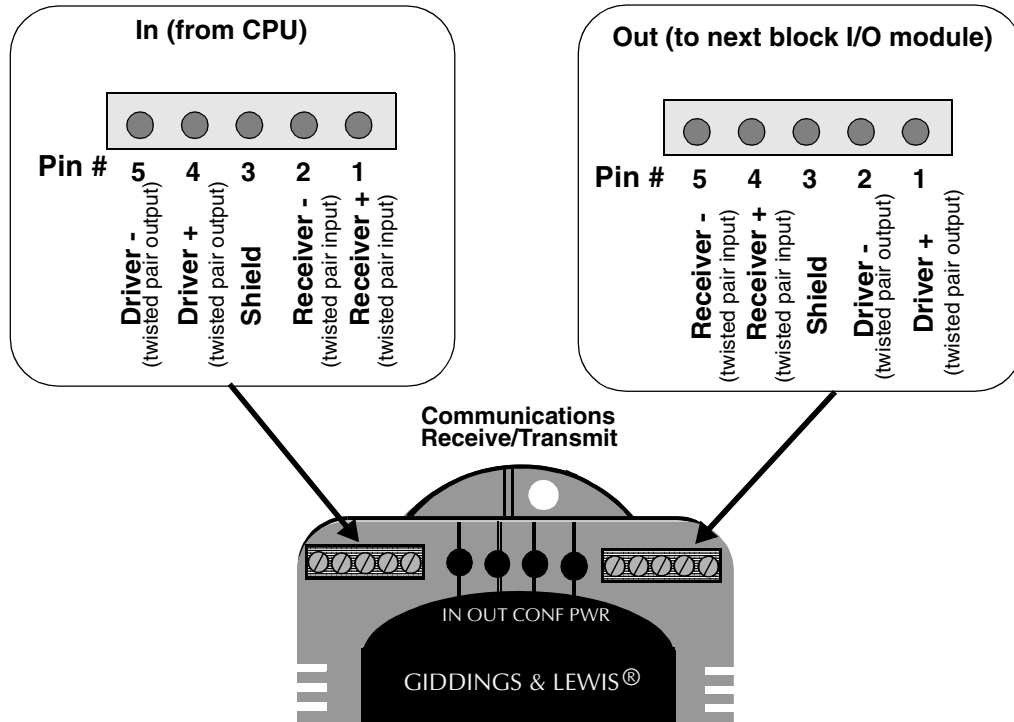 In (from CPU)
Pin # 5 4 3 2 1
Driver -
(twisted pair output)
Driver +
(twisted pair output)
Shield
Receiver -
(twisted pair input)
Receiver +
(twisted pair input)
Out (to next block I/O module)
Pin # 5 4 3 2 1
Receiver -
(twisted pair input)
Receiver +
(twisted pair input)
Shield
Driver -
(twisted pair output)
Driver +
(twisted pair output)
Communications
Receive/Transmit
IN OUT CONF PWR
GIDDINGS & LEWIS®